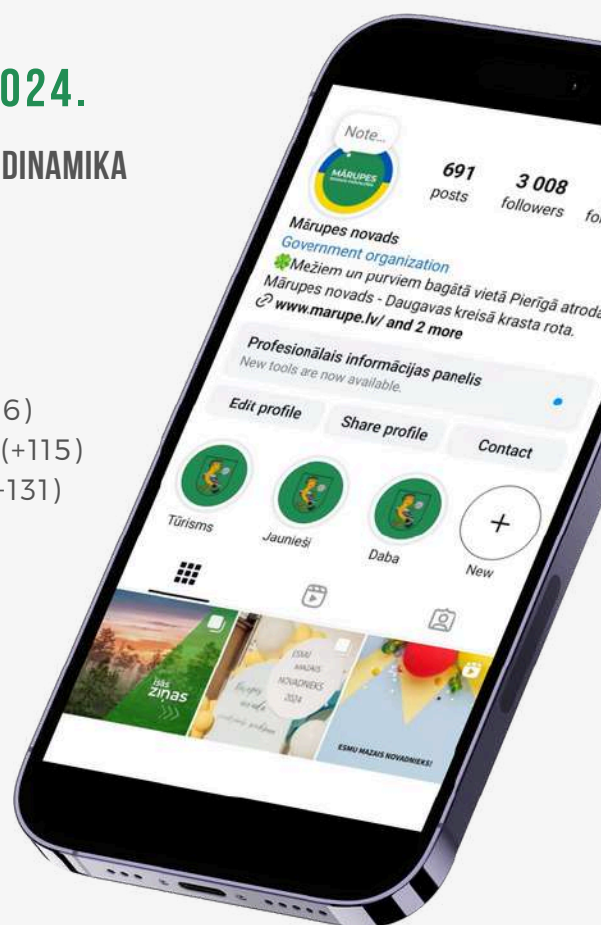 024.
DINAMIKA
6)
(+115)
+131)
Note...
MĀRUPES
691
posts
3 008
followers
fol
Mārupes novads
Government organization
Mežiem un purviem bagātā vietā Pierīgā atroda
Mārupes novads - Daugavas kreisā krasta rota.
www.marupe.lv/ and 2 more
Profesionālais informācijas panelis
New tools are now available.
Edit profile
Share profile
Contact
Tūrisms
Jaunieši
Daba
New
īsās
ziņas
ESMU
MAZAIS
NOVADNIEKS
2024
ESMU MAZAIS NOVADNIEKS!